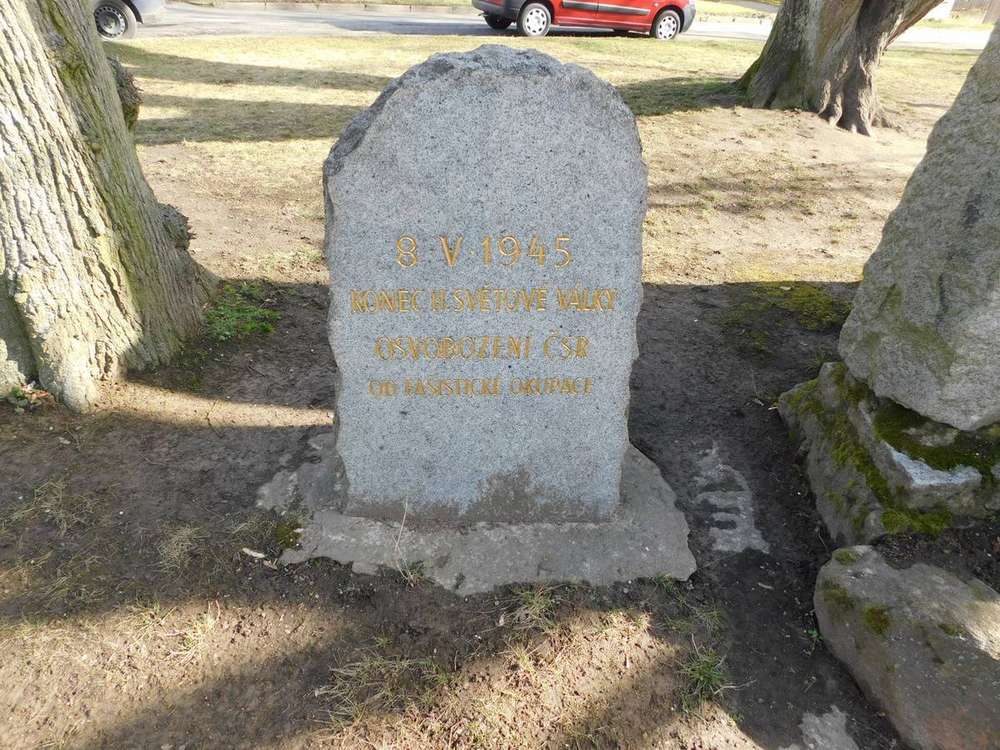 8·V·1945
KONEC II. SVĚTOVÉ VÁLKY
OSVOBOZENÍ ČSR
OD FAŠISTICKÉ OKUPACE